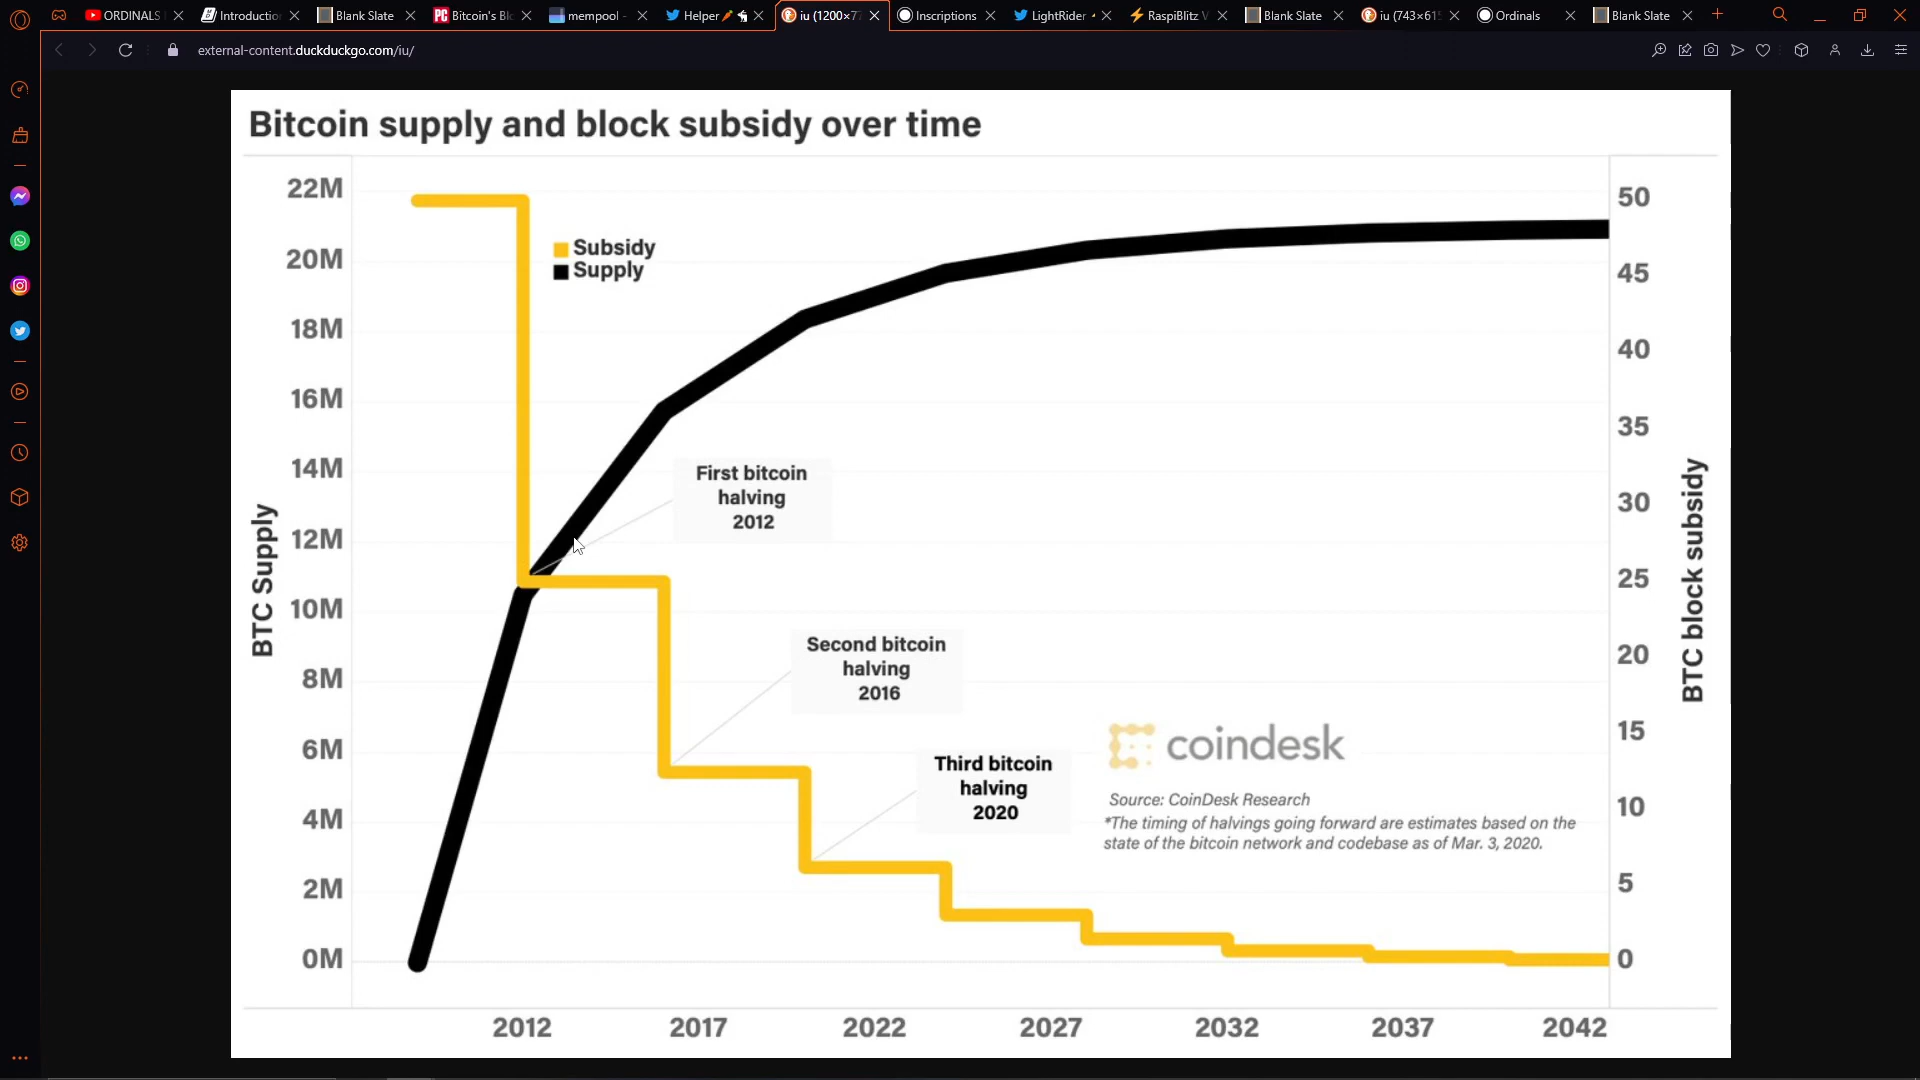 ORDINALS
Introductio
Blank Slate
Bitcoin's Bl
mempool -
Helper
iu (1200×7
Inscriptions
LightRider
RaspiBlitz
Blank Slate
iu (743×61
Ordinals
Blank Slate
external-content.duckduckgo.com/iu/
Bitcoin supply and block subsidy over time
22M
20M
18M
16M
14M
12M
10M
8M
6M
4M
2M
0M
BTC Supply
Subsidy
Supply
First bitcoin
halving
2012
Second bitcoin
halving
2016
Third bitcoin
halving
2020
coindesk
Source: CoinDesk Research
*The timing of halvings going forward are estimates based on the
state of the bitcoin network and codebase as of Mar. 3, 2020.
50
45
40
35
30
25
20
15
10
5
0
BTC block subsidy
2012
2017
2022
2027
2032
2037
2042